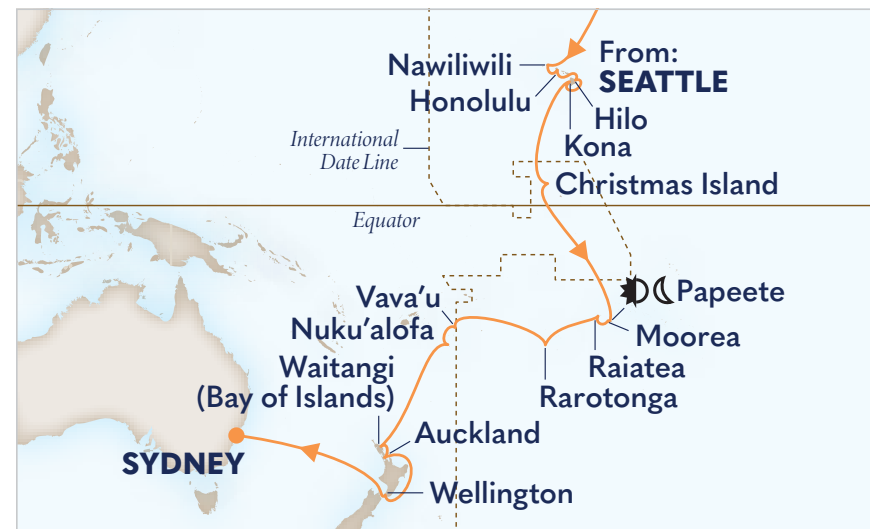 From:
SEATTLE
Nawiliwili
Honolulu
Hilo
Kona
International
Date Line
Christmas Island
Equator
Papeete
Vava'u
Nuku'alofa
Moorea
Raiatea
Rarotonga
Waitangi
(Bay of Islands)
Auckland
SYDNEY
Wellington